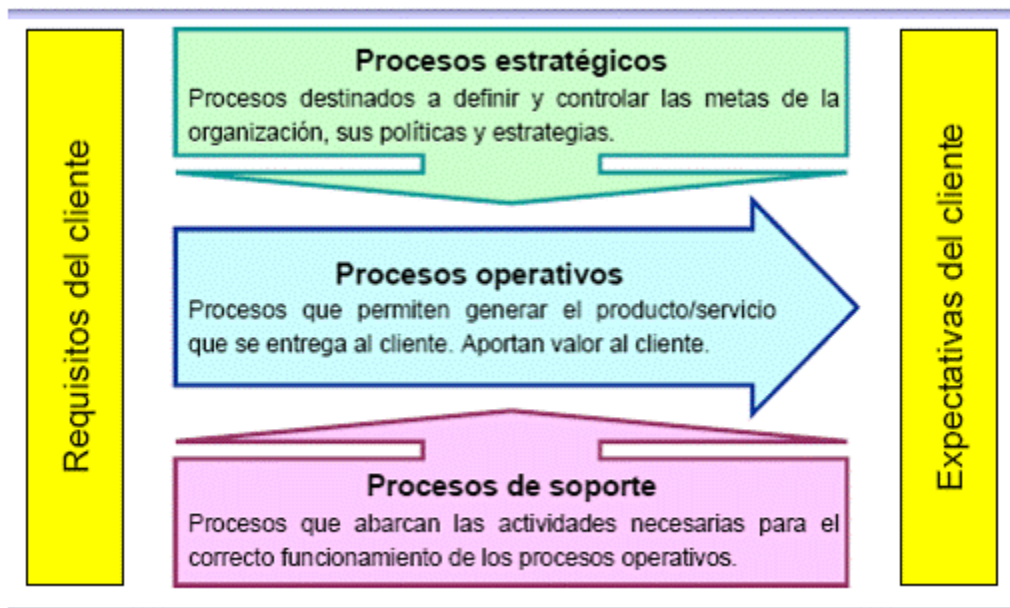 Requisitos del cliente
Procesos estratégicos
Procesos destinados a definir y controlar las metas de la
organización, sus políticas y estrategias.
Procesos operativos
Procesos que permiten generar el producto/servicio
que se entrega al cliente. Aportan valor al cliente.
Procesos de soporte
Procesos que abarcan las actividades necesarias para el
correcto funcionamiento de los procesos operativos.
Expectativas del cliente